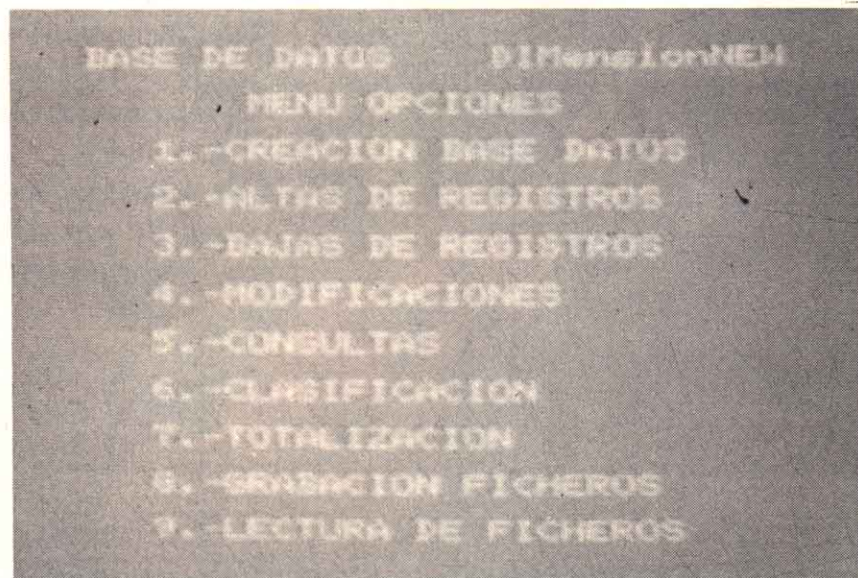 BASE DE DATOS DIMensionNEW
MENU OPCIONES
1.-CREACION BASE DATOS
2.-ALTAS DE REGISTROS
3.-BAJAS DE REGISTROS
4.-MODIFICACIONES
5.-CONSULTAS
6.-CLASIFICACION
7.-TOTALIZACION
8.-GRABACION FICHEROS
9.-LECTURA DE FICHEROS